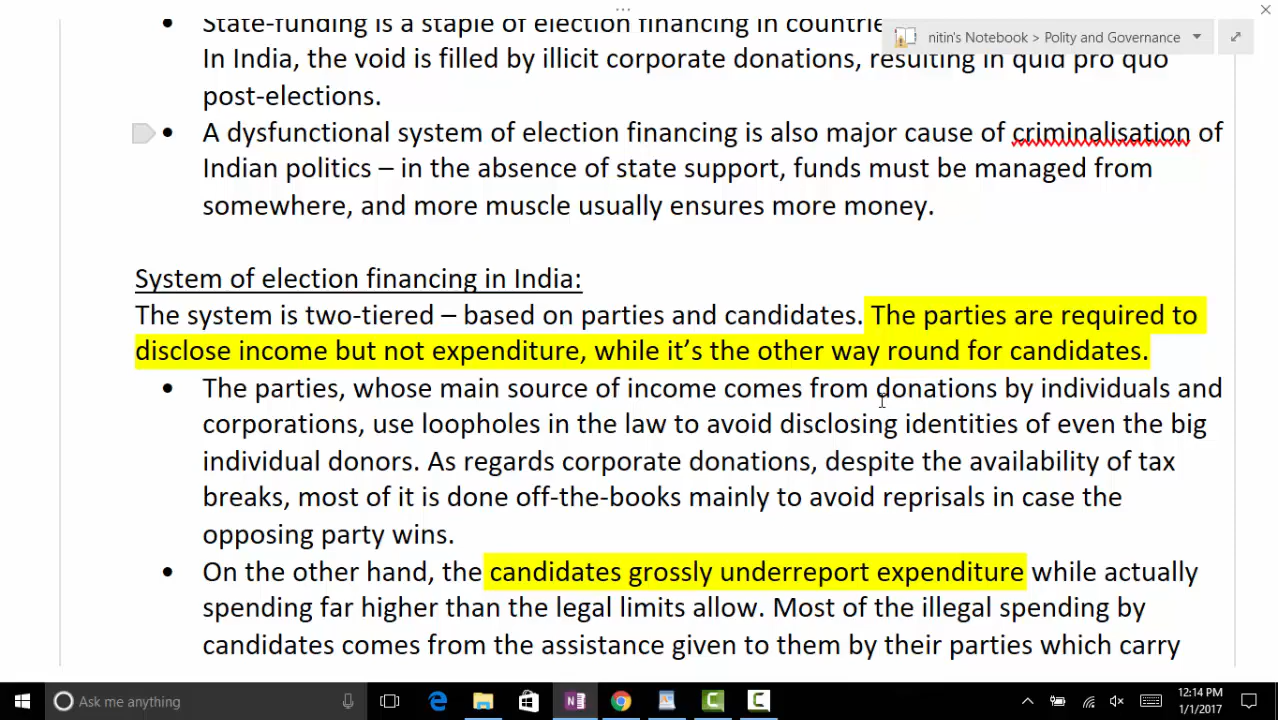 State-funding is a staple of election financing in countrie
nitin's Notebook > Polity and Governance
In India, the void is filled by illicit corporate donations, resulting in quid pro quo
post-elections.
A dysfunctional system of election financing is also major cause of criminalisation of
Indian politics – in the absence of state support, funds must be managed from
somewhere, and more muscle usually ensures more money.
System of election financing in India:
The system is two-tiered – based on parties and candidates. The parties are required to
disclose income but not expenditure, while it's the other way round for candidates.
The parties, whose main source of income comes from donations by individuals and
corporations, use loopholes in the law to avoid disclosing identities of even the big
individual donors. As regards corporate donations, despite the availability of tax
breaks, most of it is done off-the-books mainly to avoid reprisals in case the
opposing party wins.
On the other hand, the candidates grossly underreport expenditure while actually
spending far higher than the legal limits allow. Most of the illegal spending by
candidates comes from the assistance given to them by their parties which carry
Ask me anything
12:14 PM
1/1/2017